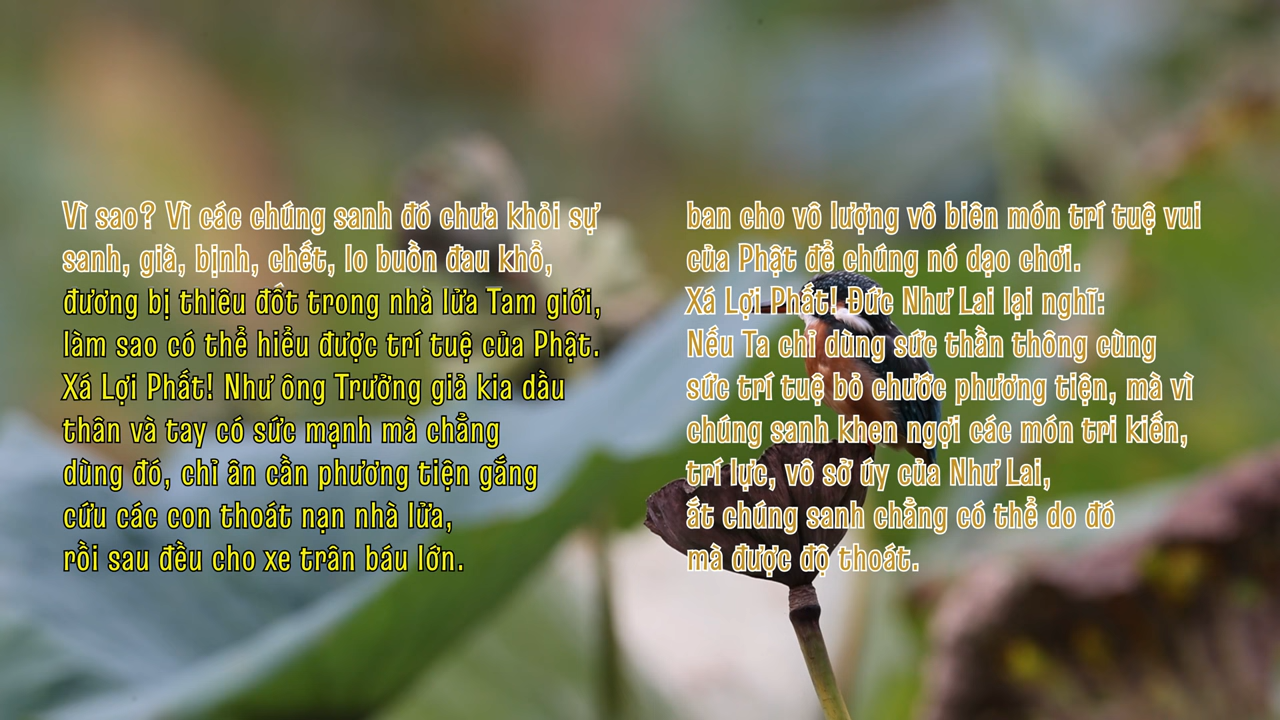 Vì sao? Vì các chúng sanh đó chưa khỏi sự
sanh, già, bịnh, chết, lo buồn đau khổ,
đương bị thiêu đốt trong nhà lửa Tam giới,
làm sao có thể hiểu được trí tuệ của Phật.
Xá Lợi Phất! Như ông Trưởng giả kia dầu
thân và tay có sức mạnh mà chẳng
dùng đó, chỉ ân cần phương tiện gắng
cứu các con thoát nạn nhà lửa,
rồi sau đều cho xe trân báu lớn.
ban cho vô lượng vô biên món trí tuệ vui
của Phật để chúng nó dạo chơi.
Xá Lợi Phất! Đức Như Lai lại nghĩ:
Nếu Ta chỉ dùng sức thần thông cùng
sức trí tuệ bỏ chước phương tiện, mà vì
chúng sanh khen ngợi các món tri kiến,
trí lực, vô sở úy của Như Lai,
ắt chúng sanh chẳng có thể do đó
mà được độ thoát.